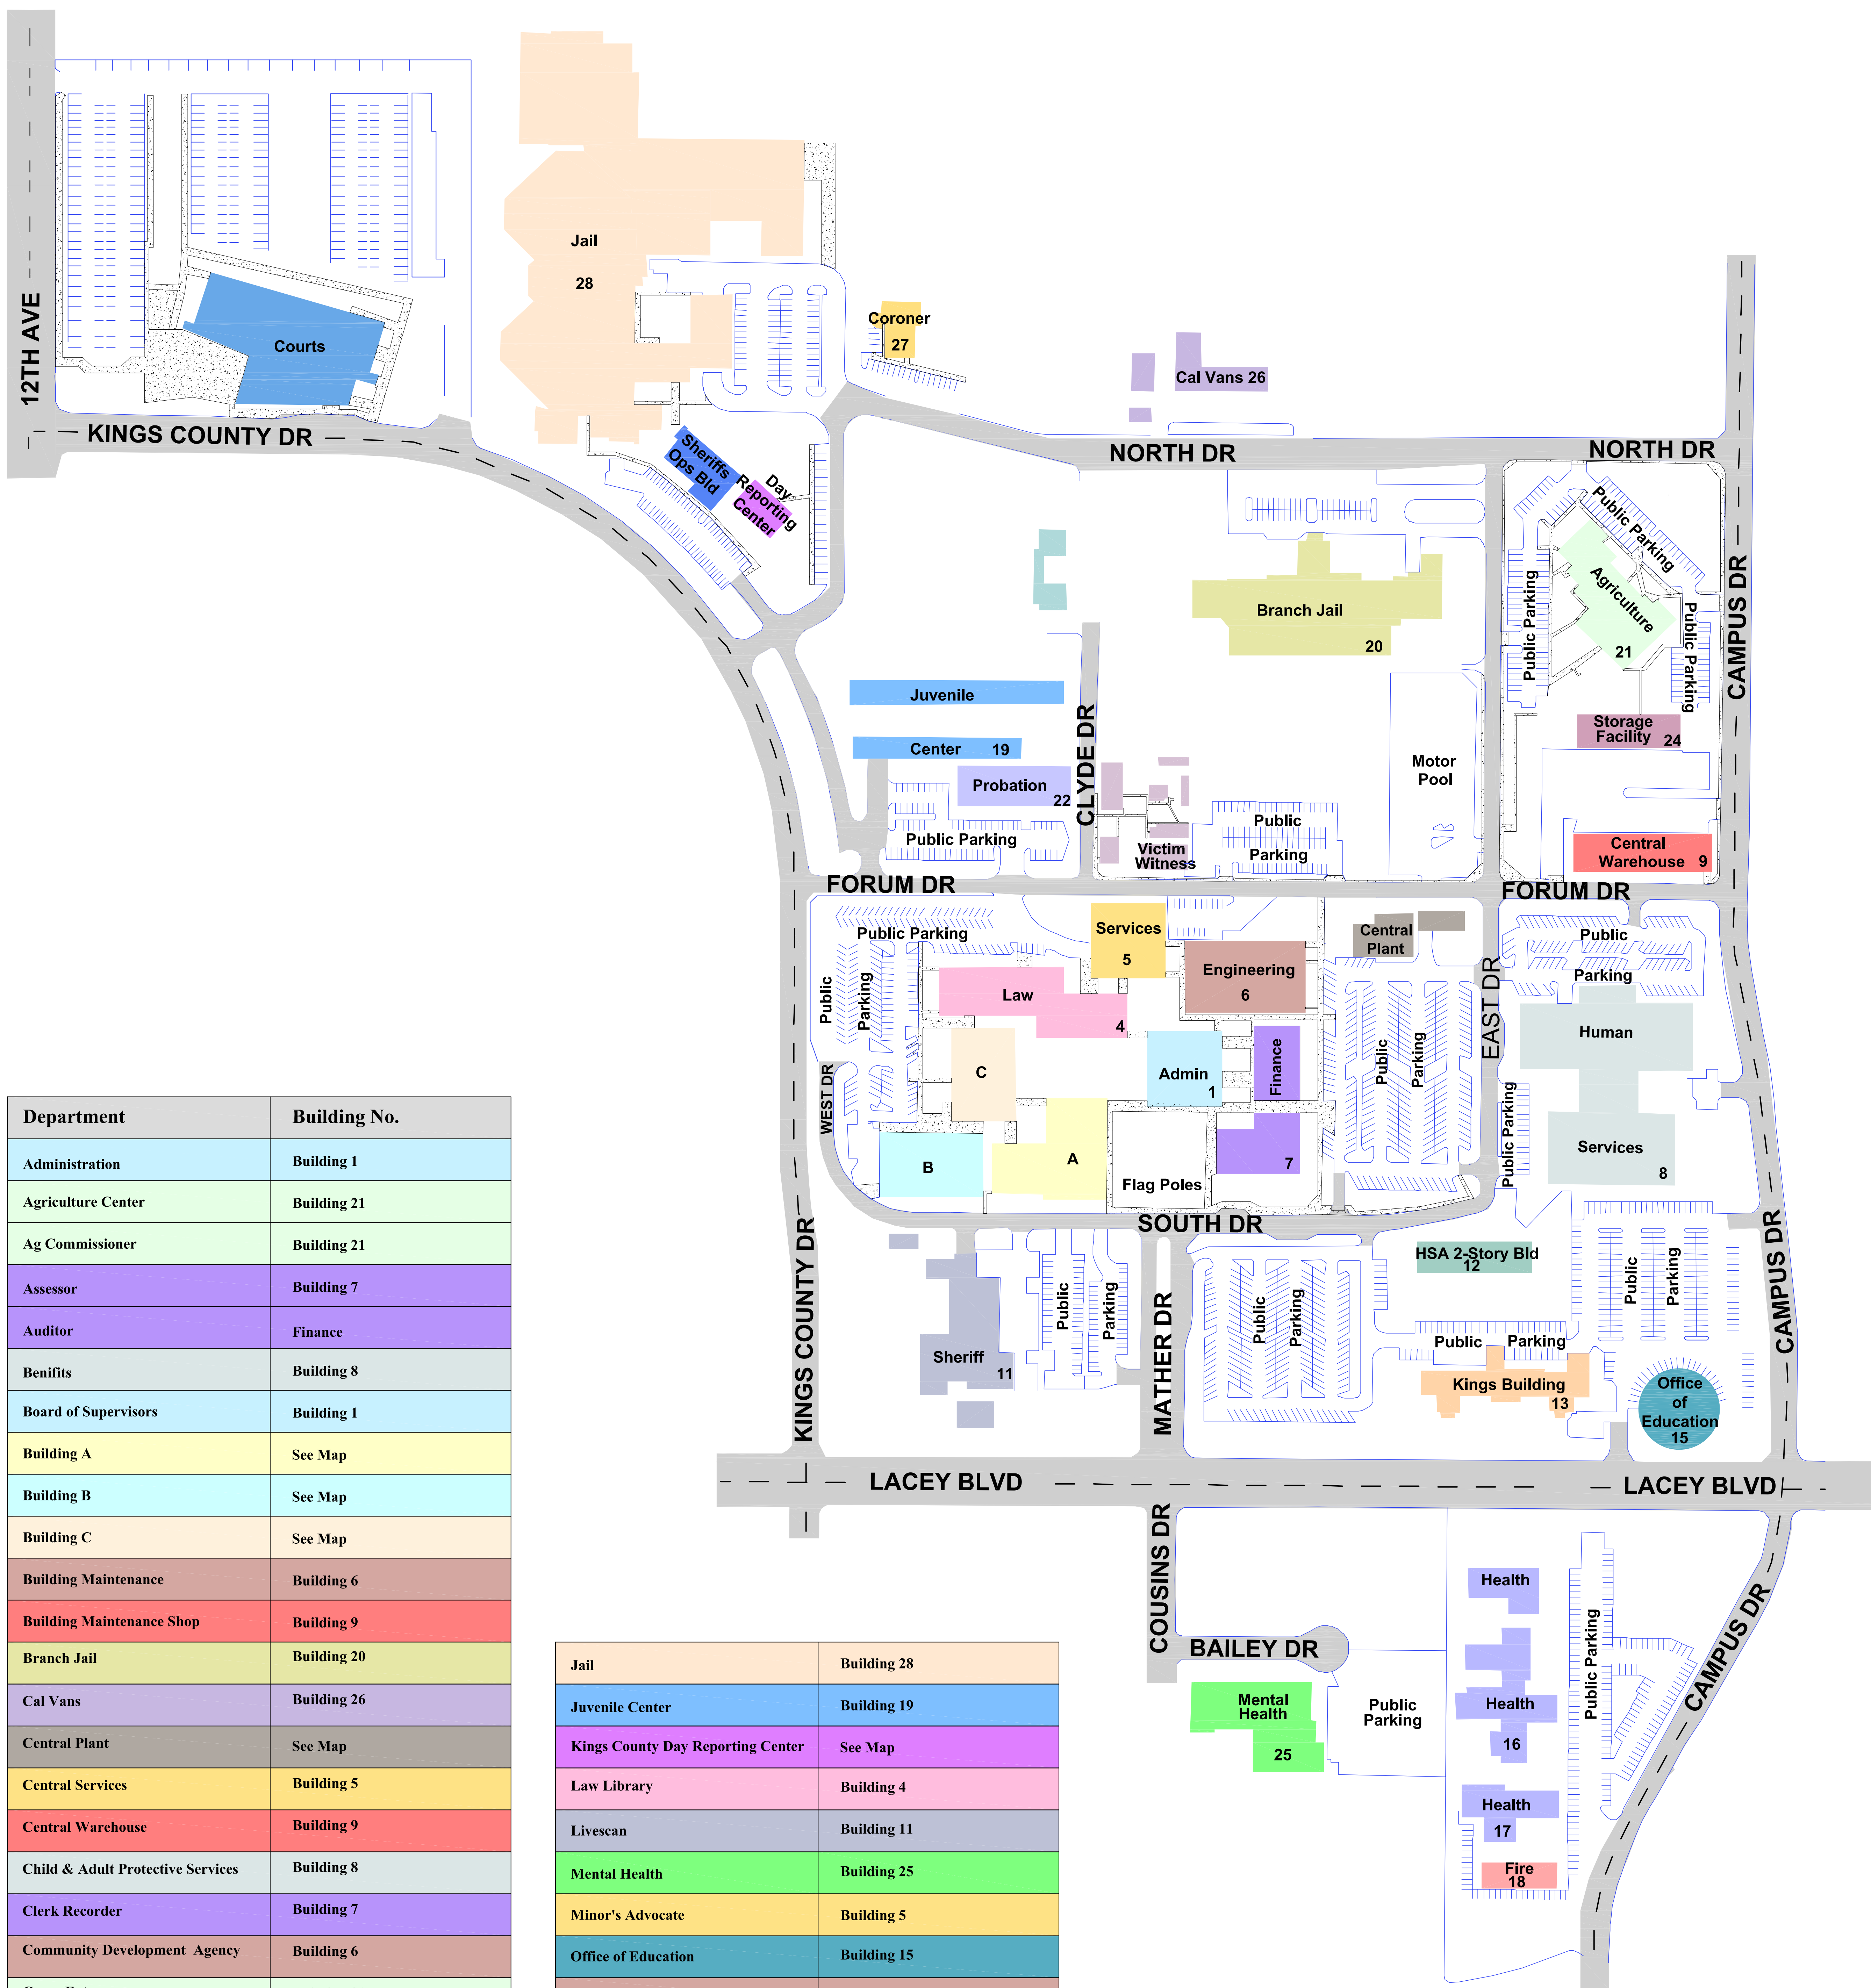 12TH AVE
KINGS COUNTY DR
Courts
Jail
28
Coroner
27
Cal Vans 26
NORTH DR
NORTH DR
Sheriffs
Ops Bld
Day
Reporting
Center
Public Parking
Public Parking
Public Parking
Agriculture
21
CAMPUS DR
Branch Jail
20
Juvenile
Center 19
Probation
22
Public Parking
CLYDE DR
Victim
Witness
Public
Parking
Motor
Pool
Storage
Facility 24
Central
Warehouse 9
FORUM DR
FORUM DR
Public Parking
Public
Parking
Services
5
Engineering
6
Central
Plant
Public
Parking
Law
4
C
Admin
1
Finance
Public
Parking
EAST DR
Human
Services
8
Public Parking
WEST DR
B
A
Flag Poles
7
SOUTH DR
KINGS COUNTY DR
Sheriff
11
Public
Parking
MATHER DR
Public
Parking
HSA 2-Story Bld
12
Public
Parking
Public Parking
Kings Building
13
Office
of
Education
15
CAMPUS DR
LACEY BLVD
LACEY BLVD
COUSINS DR
BAILEY DR
Mental
Health
25
Public
Parking
Health
Health
16
Health
17
Fire
18
Public Parking
CAMPUS DR
Department Building No.
Administration Building 1
Agriculture Center Building 21
Ag Commissioner Building 21
Assessor Building 7
Auditor Finance
Benifits Building 8
Board of Supervisors Building 1
Building A See Map
Building B See Map
Building C See Map
Building Maintenance Building 6
Building Maintenance Shop Building 9
Branch Jail Building 20
Cal Vans Building 26
Central Plant See Map
Central Services Building 5
Central Warehouse Building 9
Child & Adult Protective Services Building 8
Clerk Recorder Building 7
Community Development Agency Building 6
Jail Building 28
Juvenile Center Building 19
Kings County Day Reporting Center See Map
Law Library Building 4
Livescan Building 11
Mental Health Building 25
Minor's Advocate Building 5
Office of Education Building 15